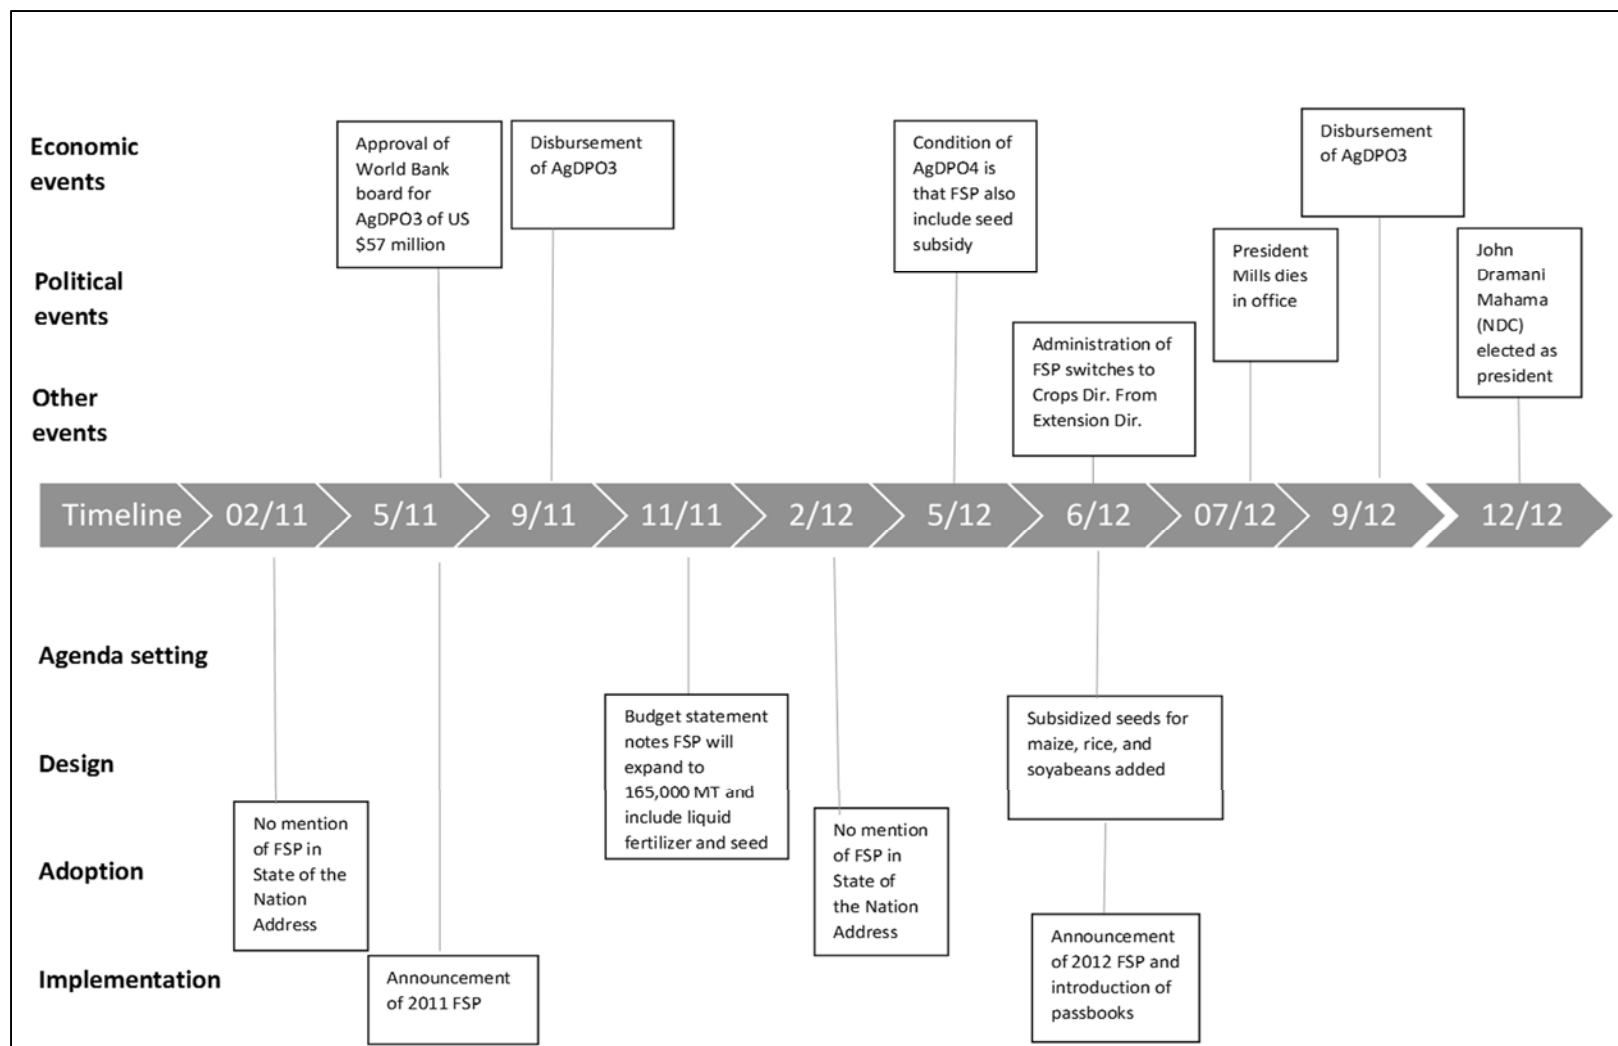 Economic
events
Approval of
World Bank
board for
AgDPO3 of US
$57 million
Disbursement
of AgDPO3
Condition of
AgDPO4 is
that FSP also
include seed
subsidy
Disbursement
of AgDPO3
Political
events
President
Mills dies
in office
John
Dramani
Mahama
(NDC)
elected as
president
Other
events
Administration of
FSP switches to
Crops Dir. From
Extension Dir.
Timeline
02/11
5/11
9/11
11/11
2/12
5/12
6/12
07/12
9/12
12/12
Agenda setting
Design
Budget statement
notes FSP will
expand to
165,000 MT and
include liquid
fertilizer and seed
Subsidized seeds for
maize, rice, and
soyabeans added
Adoption
No mention
of FSP in
State of the
Nation
Address
No mention
of FSP in
State of
the Nation
Address
Implementation
Announcement
of 2011 FSP
Announcement
of 2012 FSP and
introduction of
passbooks